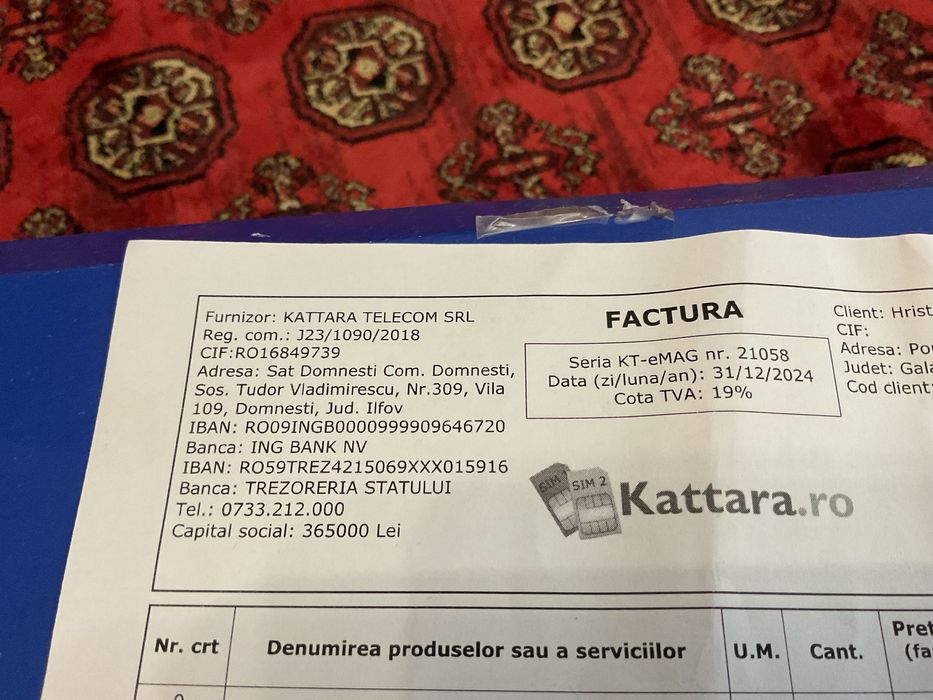 Furnizor: KATTARA TELECOM SRL
Reg. com.: J23/1090/2018
CIF:RO16849739
Adresa: Sat Domnesti Com. Domnesti,
Sos. Tudor Vladimirescu, Nr.309, Vila
109, Domnesti, Jud. Ilfov
IBAN: RO09INGB0000999909646720
Banca: ING BANK NV
IBAN: RO59TREZ4215069XXX015916
Banca: TREZORERIA STATULUI
Tel.: 0733.212.000
Capital social: 365000 Lei
FACTURA
Seria KT-eMAG nr. 21058
Data (zi/luna/an): 31/12/2024
Cota TVA: 19%
SIM 1
SIM 2
Kattara.ro
Client: Hrist
CIF:
Adresa: Po
Judet: Gala
Cod client:
Nr. crt
Denumirea produselor sau a serviciilor
U.M.
Cant.
Pret
(fa